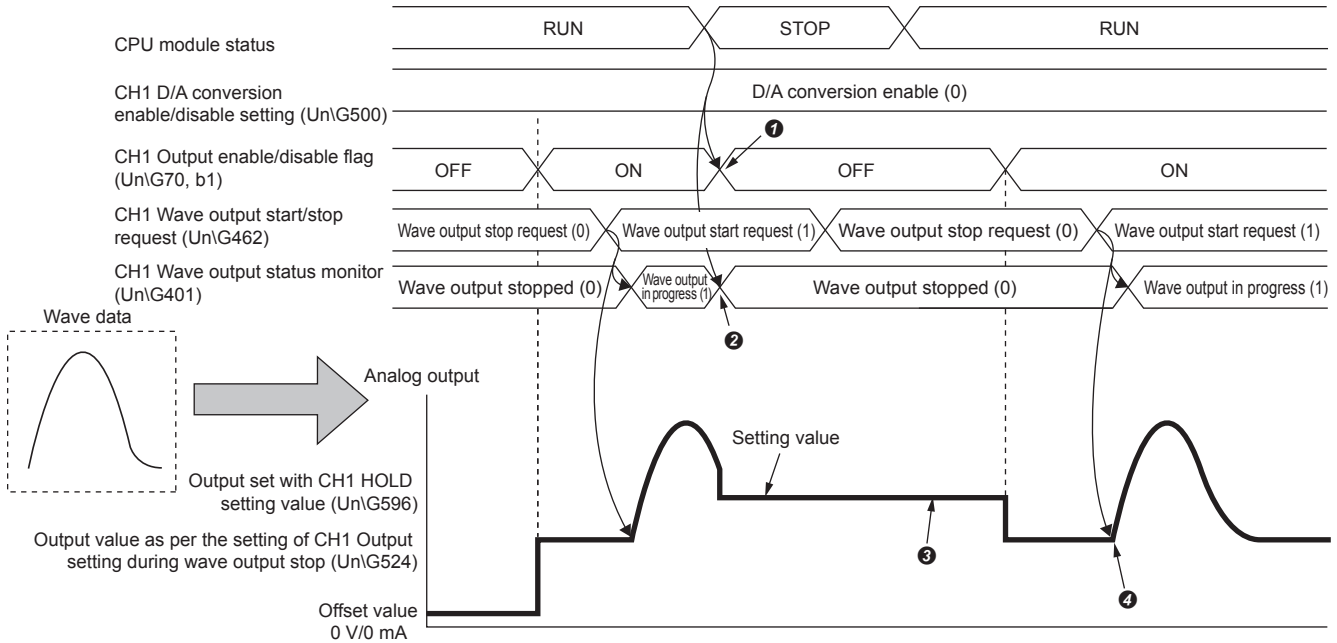 CPU module status
RUN
STOP
RUN
CH1 D/A conversion
enable/disable setting (Un\G500)
D/A conversion enable (0)
❶
CH1 Output enable/disable flag
(Un\G70, b1)
OFF
ON
OFF
ON
CH1 Wave output start/stop
request (Un\G462)
Wave output stop request (0)
Wave output start request (1)
Wave output stop request (0)
Wave output start request (1)
CH1 Wave output status monitor
(Un\G401)
Wave output stopped (0)
Wave output
in progress (1)
Wave output stopped (0)
Wave output in progress (1)
❷
Wave data
Analog output
Setting value
Output set with CH1 HOLD
setting value (Un\G596)
❸
Output value as per the setting of CH1 Output
setting during wave output stop (Un\G524)
❹
Offset value
0 V/0 mA